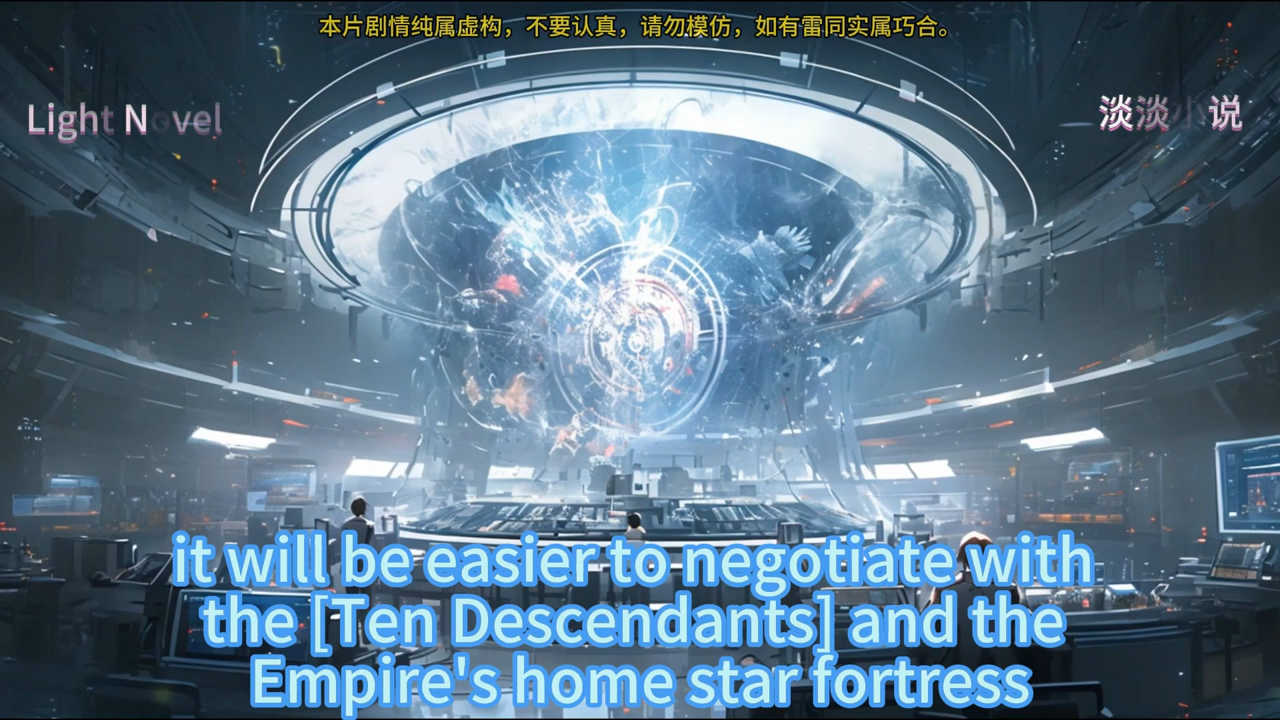 本片剧情纯属虚构，不要认真，请勿模仿，如有雷同实属巧合。
Light Novel
淡淡小说
it will be easier to negotiate with
the [Ten Descendants] and the
Empire's home star fortress